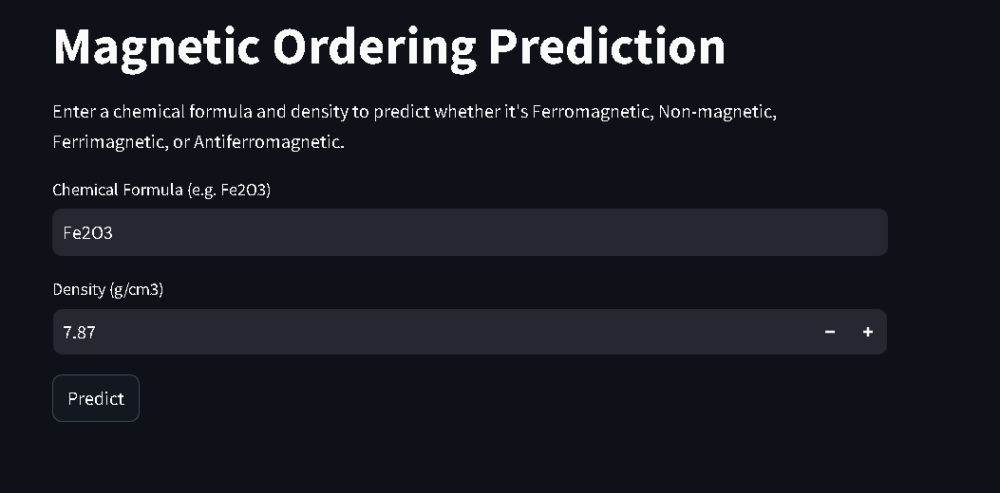 Magnetic Ordering Prediction
Enter a chemical formula and density to predict whether it's Ferromagnetic, Non-magnetic,
Ferrimagnetic, or Antiferromagnetic.
Chemical Formula (e.g. Fe2O3)
Fe2O3
Density (g/cm3)
7.87 − +
Predict